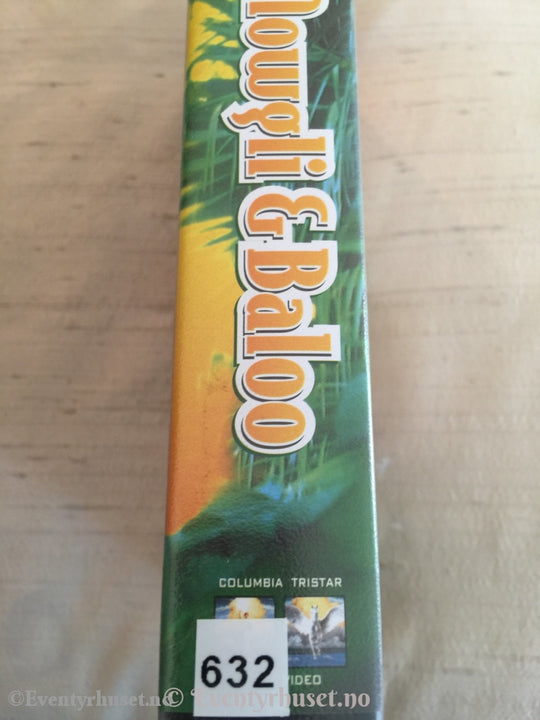 Mowgli & Baloo
COLUMBIA TRISTAR
632
VIDEO
©Eventyrhuset.no
© Eventyrhuset.no